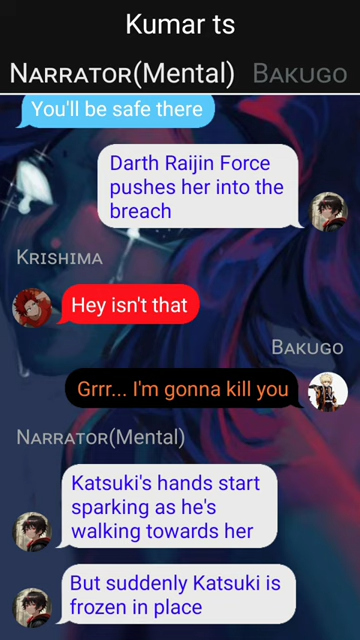 Kumar ts
Narrator(Mental) Bakugo
You'll be safe there
Darth Raijin Force
pushes her into the
breach
Krishima
Hey isn't that
Bakugo
Grrr... I'm gonna kill you
Narrator(Mental)
Katsuki's hands start
sparking as he's
walking towards her
But suddenly Katsuki is
frozen in place